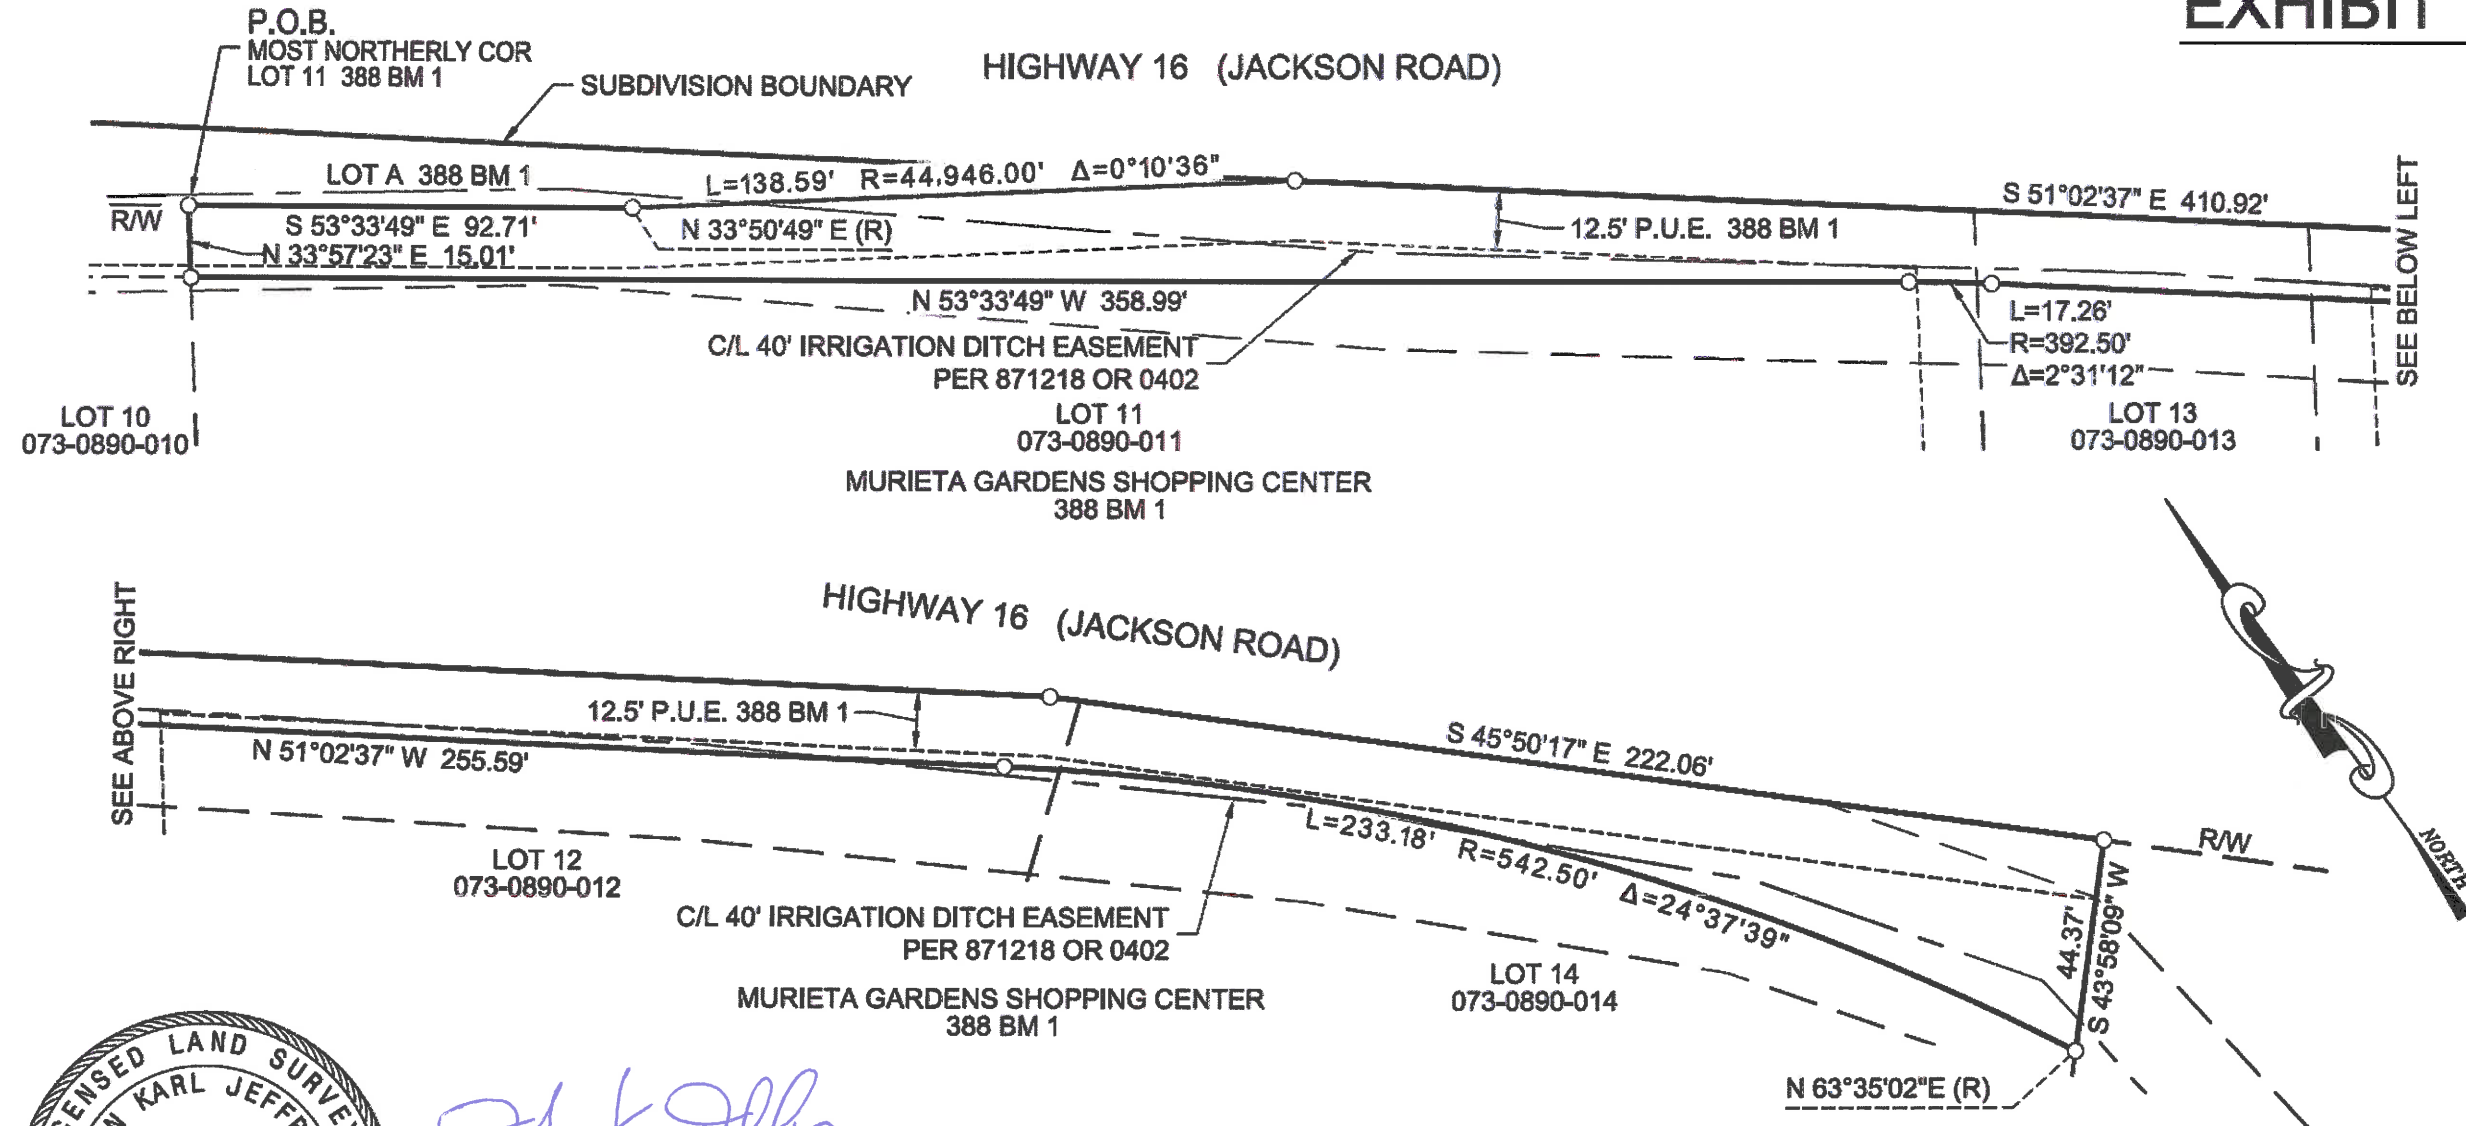 EXHIBIT
P.O.B.
MOST NORTHERLY COR
LOT 11 388 BM 1
SUBDIVISION BOUNDARY
HIGHWAY 16 (JACKSON ROAD)
LOT A 388 BM 1
L=138.59' R=44,946.00' Δ=0°10'36"
R/W
S 53°33'49" E 92.71'
N 33°50'49" E (R)
N 33°57'23" E 15.01'
12.5' P.U.E. 388 BM 1
S 51°02'37" E 410.92'
SEE BELOW LEFT
N 53°33'49" W 358.99'
L=17.26'
R=392.50'
Δ=2°31'12"
C/L 40' IRRIGATION DITCH EASEMENT
PER 871218 OR 0402
LOT 10
073-0890-010
LOT 11
073-0890-011
LOT 13
073-0890-013
MURIETA GARDENS SHOPPING CENTER
388 BM 1
SEE ABOVE RIGHT
HIGHWAY 16 (JACKSON ROAD)
12.5' P.U.E. 388 BM 1
N 51°02'37" W 255.59'
S 45°50'17" E 222.06'
R/W
NORTH
L=233.18' R=542.50' Δ=24°37'39"
44.37'
S 43°58'09" W
LOT 12
073-0890-012
C/L 40' IRRIGATION DITCH EASEMENT
PER 871218 OR 0402
LOT 14
073-0890-014
MURIETA GARDENS SHOPPING CENTER
388 BM 1
N 63°35'02"E (R)
LAND
KARL